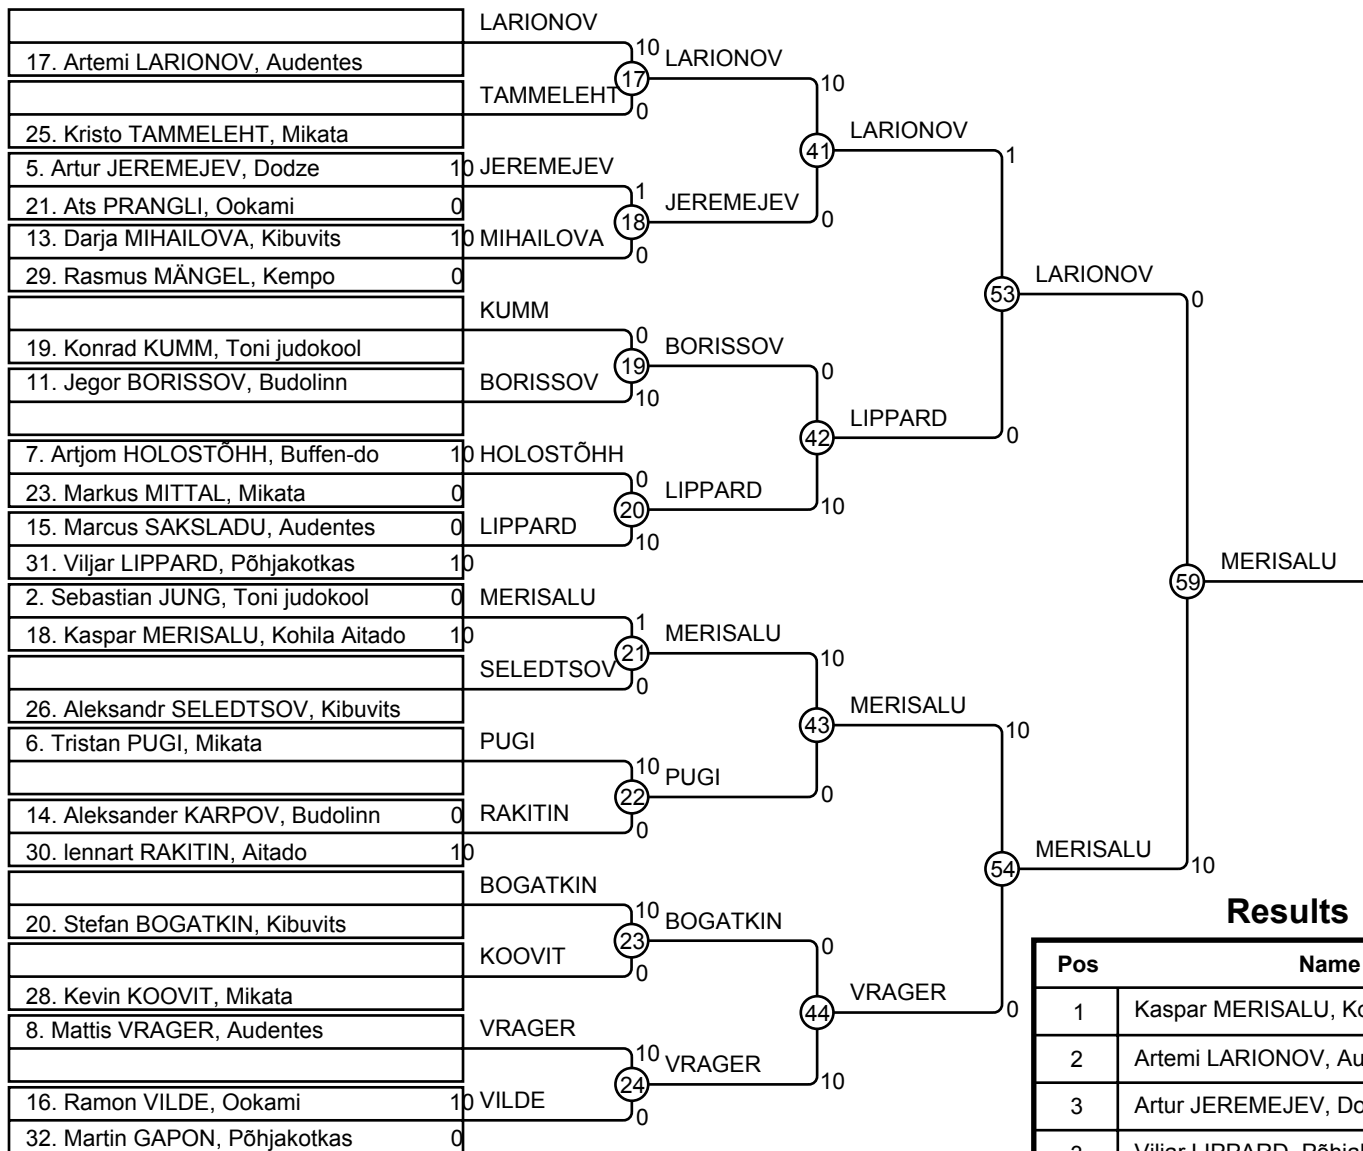 LARIONOV
17. Artemi LARIONOV, Audentes
10
LARIONOV
17
10
TAMMELEHT
0
25. Kristo TAMMELEHT, Mikata
LARIONOV
41
1
5. Artur JEREMEJEV, Dodze 10
JEREMEJEV
21. Ats PRANGLI, Ookami 0
1
JEREMEJEV
18
0
13. Darja MIHAILOVA, Kibuvits 10
MIHAILOVA
0
29. Rasmus MÄNGEL, Kempo 0
LARIONOV
53
0
KUMM
19. Konrad KUMM, Toni judokool
0
BORISSOV
19
0
11. Jegor BORISSOV, Budolinn
BORISSOV
10
LIPPARD
42
0
7. Artjom HOLOSTÕHH, Buffen-do 10
HOLOSTÕHH
23. Markus MITTAL, Mikata 0
0
LIPPARD
20
10
15. Marcus SAKSLADU, Audentes 0
LIPPARD
10
31. Viljar LIPPARD, Põhjakotkas 10
MERISALU
59
2. Sebastian JUNG, Toni judokool 0
MERISALU
18. Kaspar MERISALU, Kohila Aitado 10
1
MERISALU
21
10
SELEDTSOV
0
26. Aleksandr SELEDTSOV, Kibuvits
MERISALU
43
10
6. Tristan PUGI, Mikata
PUGI
10
PUGI
22
0
14. Aleksander KARPOV, Budolinn 0
RAKITIN
0
30. lennart RAKITIN, Aitado 10
MERISALU
54
10
BOGATKIN
20. Stefan BOGATKIN, Kibuvits
10
BOGATKIN
23
0
KOOVIT
0
28. Kevin KOOVIT, Mikata
VRAGER
44
0
8. Mattis VRAGER, Audentes
VRAGER
10
VRAGER
24
10
16. Ramon VILDE, Ookami 10
VILDE
0
32. Martin GAPON, Põhjakotkas 0
Results
Pos Name
1 Kaspar MERISALU, Ko
2 Artemi LARIONOV, Au
3 Artur JEREMEJEV, Do